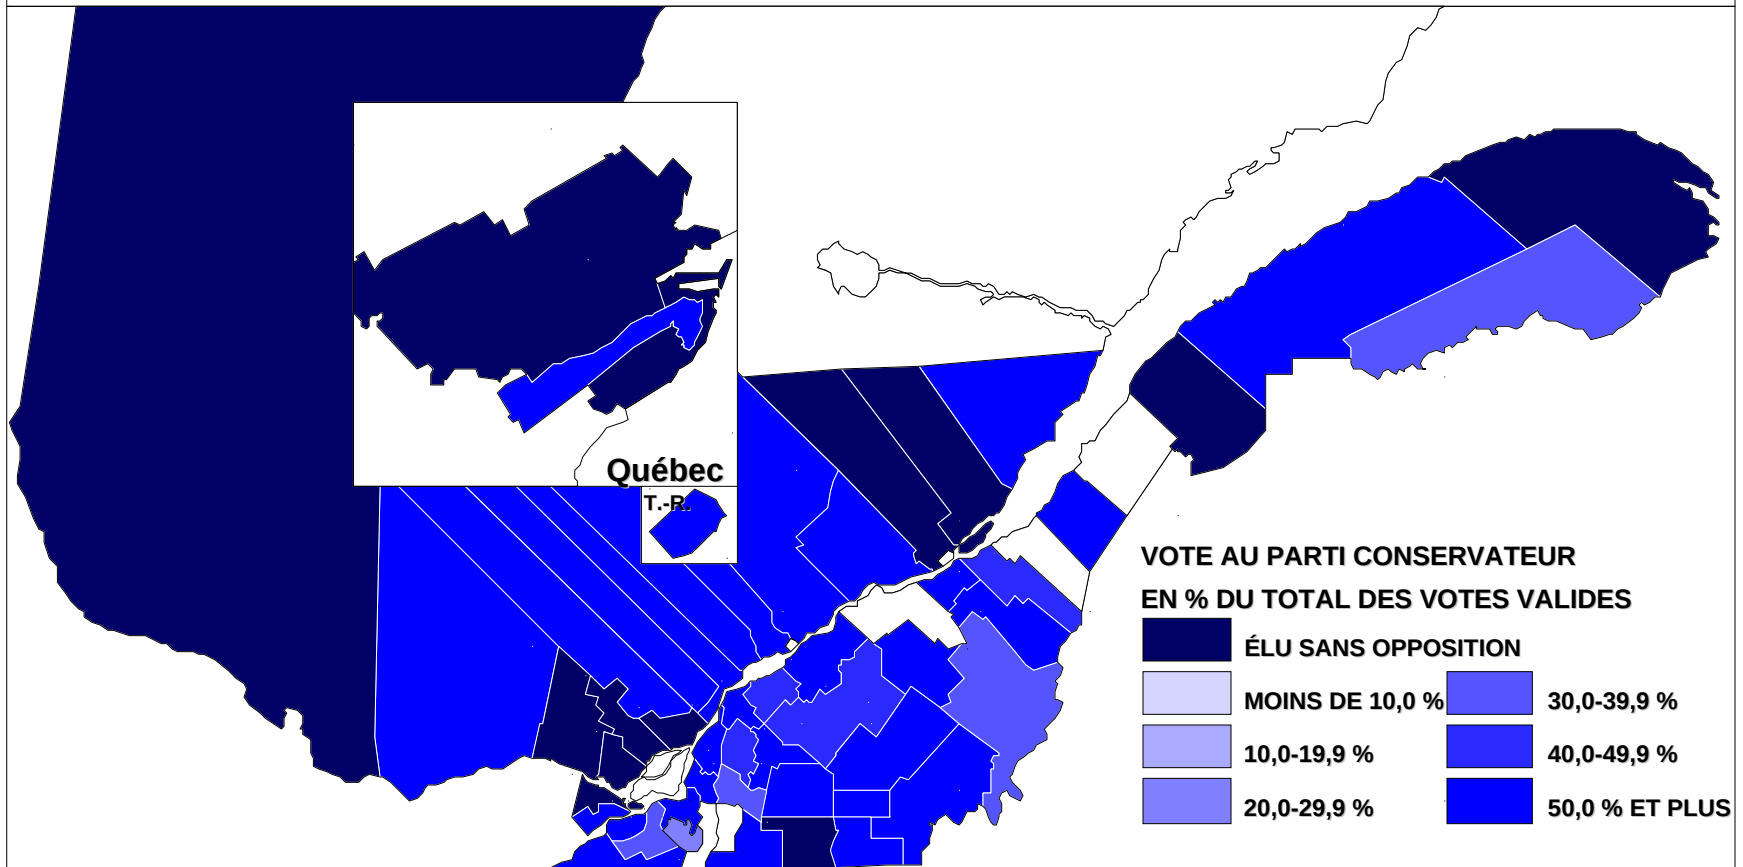 Québec
T.-R.
VOTE AU PARTI CONSERVATEUR
EN % DU TOTAL DES VOTES VALIDES
ÉLU SANS OPPOSITION
MOINS DE 10,0 %
30,0-39,9 %
10,0-19,9 %
40,0-49,9 %
20,0-29,9 %
50,0 % ET PLUS